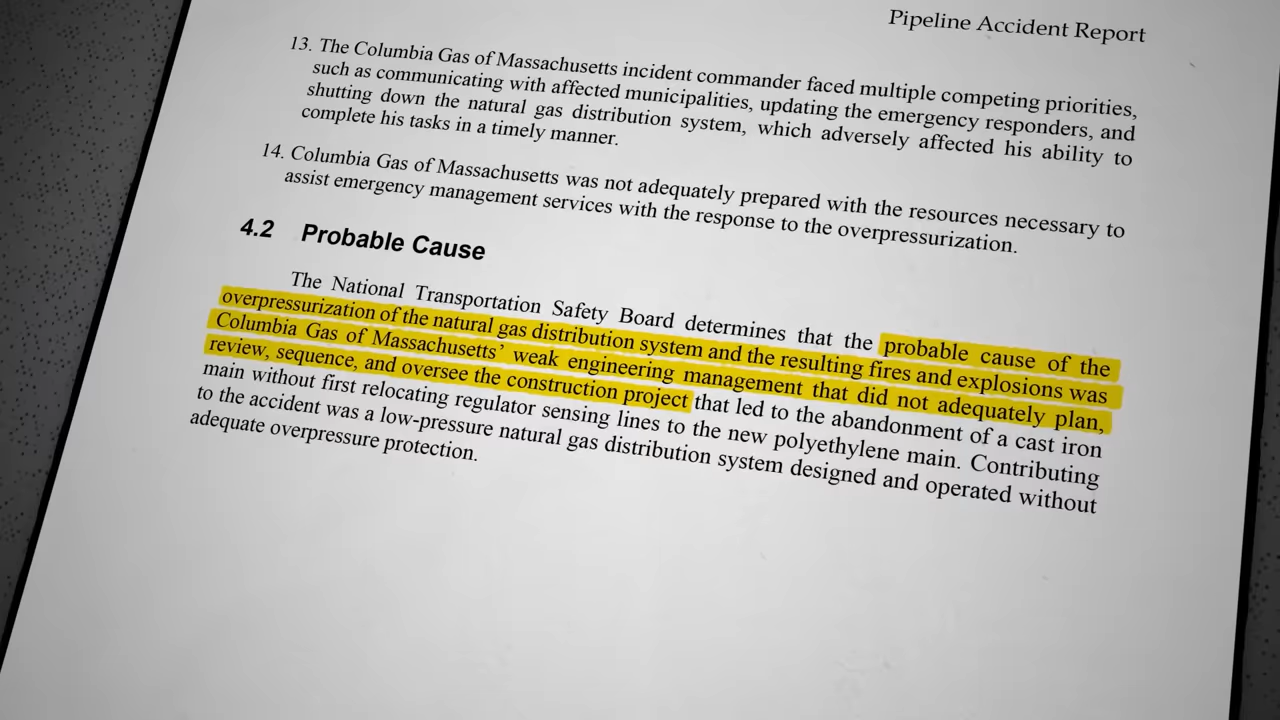 Pipeline Accident Report
13. The Columbia Gas of Massachusetts incident commander faced multiple competing priorities,
such as communicating with affected municipalities, updating the emergency responders, and
shutting down the natural gas distribution system, which adversely affected his ability to
complete his tasks in a timely manner.
14. Columbia Gas of Massachusetts was not adequately prepared with the resources necessary to
assist emergency management services with the response to the overpressurization.
4.2 Probable Cause
The National Transportation Safety Board determines that the probable cause of the
overpressurization of the natural gas distribution system and the resulting fires and explosions was
Columbia Gas of Massachusetts’ weak engineering management that did not adequately plan,
review, sequence, and oversee the construction project that led to the abandonment of a cast iron
main without first relocating regulator sensing lines to the new polyethylene main. Contributing
to the accident was a low-pressure natural gas distribution system designed and operated without
adequate overpressure protection.